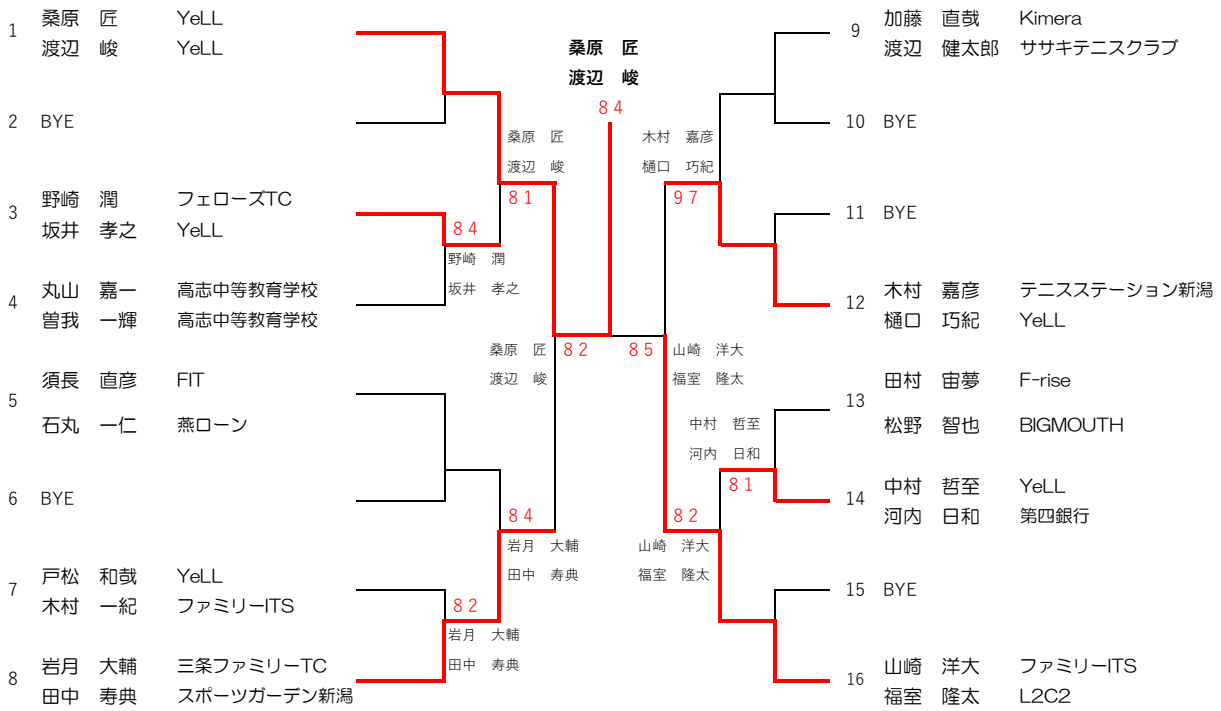 1 桑原 匠 YeLL
渡辺 峻 YeLL
2 BYE
3 野崎 潤 フェローズTC
坂井 孝之 YeLL
4 丸山 嘉一 高志中等教育学校
曽我 一輝 高志中等教育学校
5 須長 直彦 FIT
石丸 一仁 燕ローン
6 BYE
7 戸松 和哉 YeLL
木村 一紀 ファミリーITS
8 岩月 大輔 三条ファミリーTC
田中 寿典 スポーツガーデン新潟
84
野崎 潤
坂井 孝之
82
岩月 大輔
田中 寿典
桑原 匠
渡辺 峻
81
84
岩月 大輔
田中 寿典
桑原 匠
渡辺 峻
82
桑原 匠
渡辺 峻
84
85
山崎 洋大
福室 隆太
木村 嘉彦
樋口 巧紀
97
82
山崎 洋大
福室 隆太
中村 哲至
河内 日和
81
9 加藤 直哉 Kimera
渡辺 健太郎 ササキテニスクラブ
10 BYE
11 BYE
12 木村 嘉彦 テニスステーション新潟
樋口 巧紀 YeLL
13 田村 宙夢 F-rise
松野 智也 BIGMOUTH
14 中村 哲至 YeLL
河内 日和 第四銀行
15 BYE
16 山崎 洋大 ファミリーITS
福室 隆太 L2C2